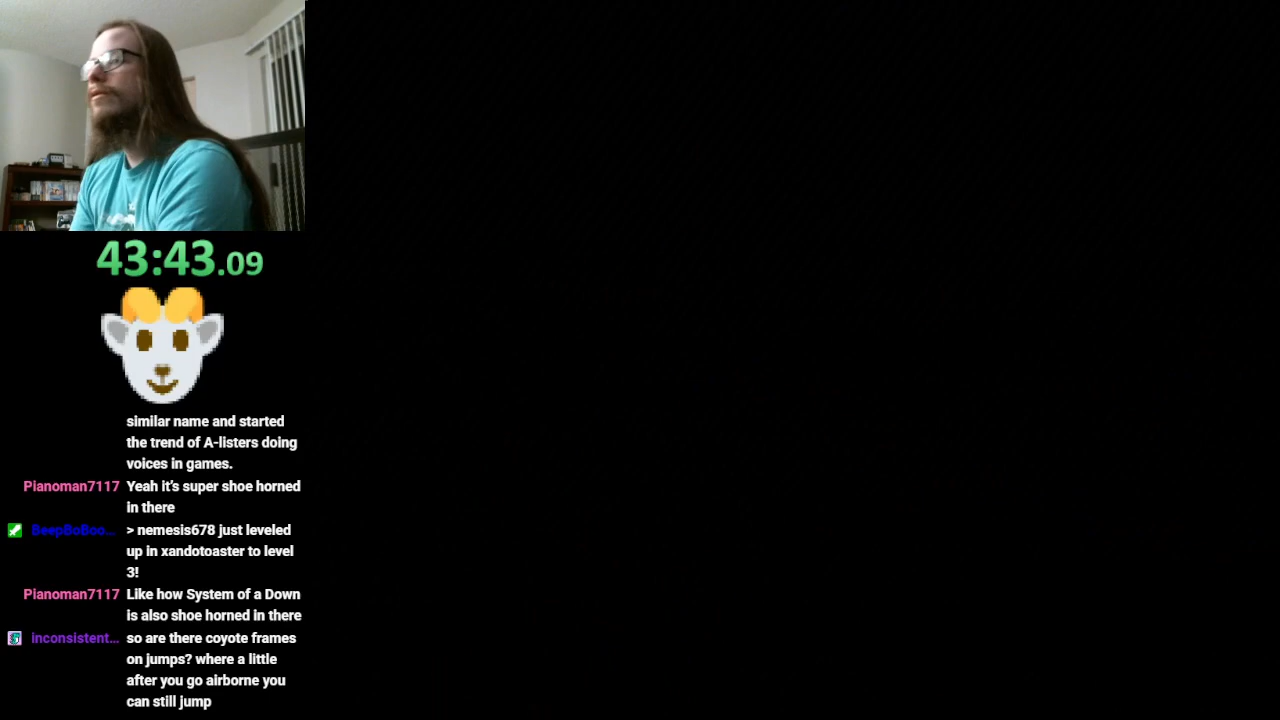 43:43.09
similar name and started
the trend of A-listers doing
voices in games.
Pianoman7117 Yeah it's super shoe horned
in there
BeepBoBoo... > nemesis678 just leveled
up in xandotoaster to level
3!
Pianoman7117 Like how System of a Down
is also shoe horned in there
inconsistent... so are there coyote frames
on jumps? where a little
after you go airborne you
can still jump